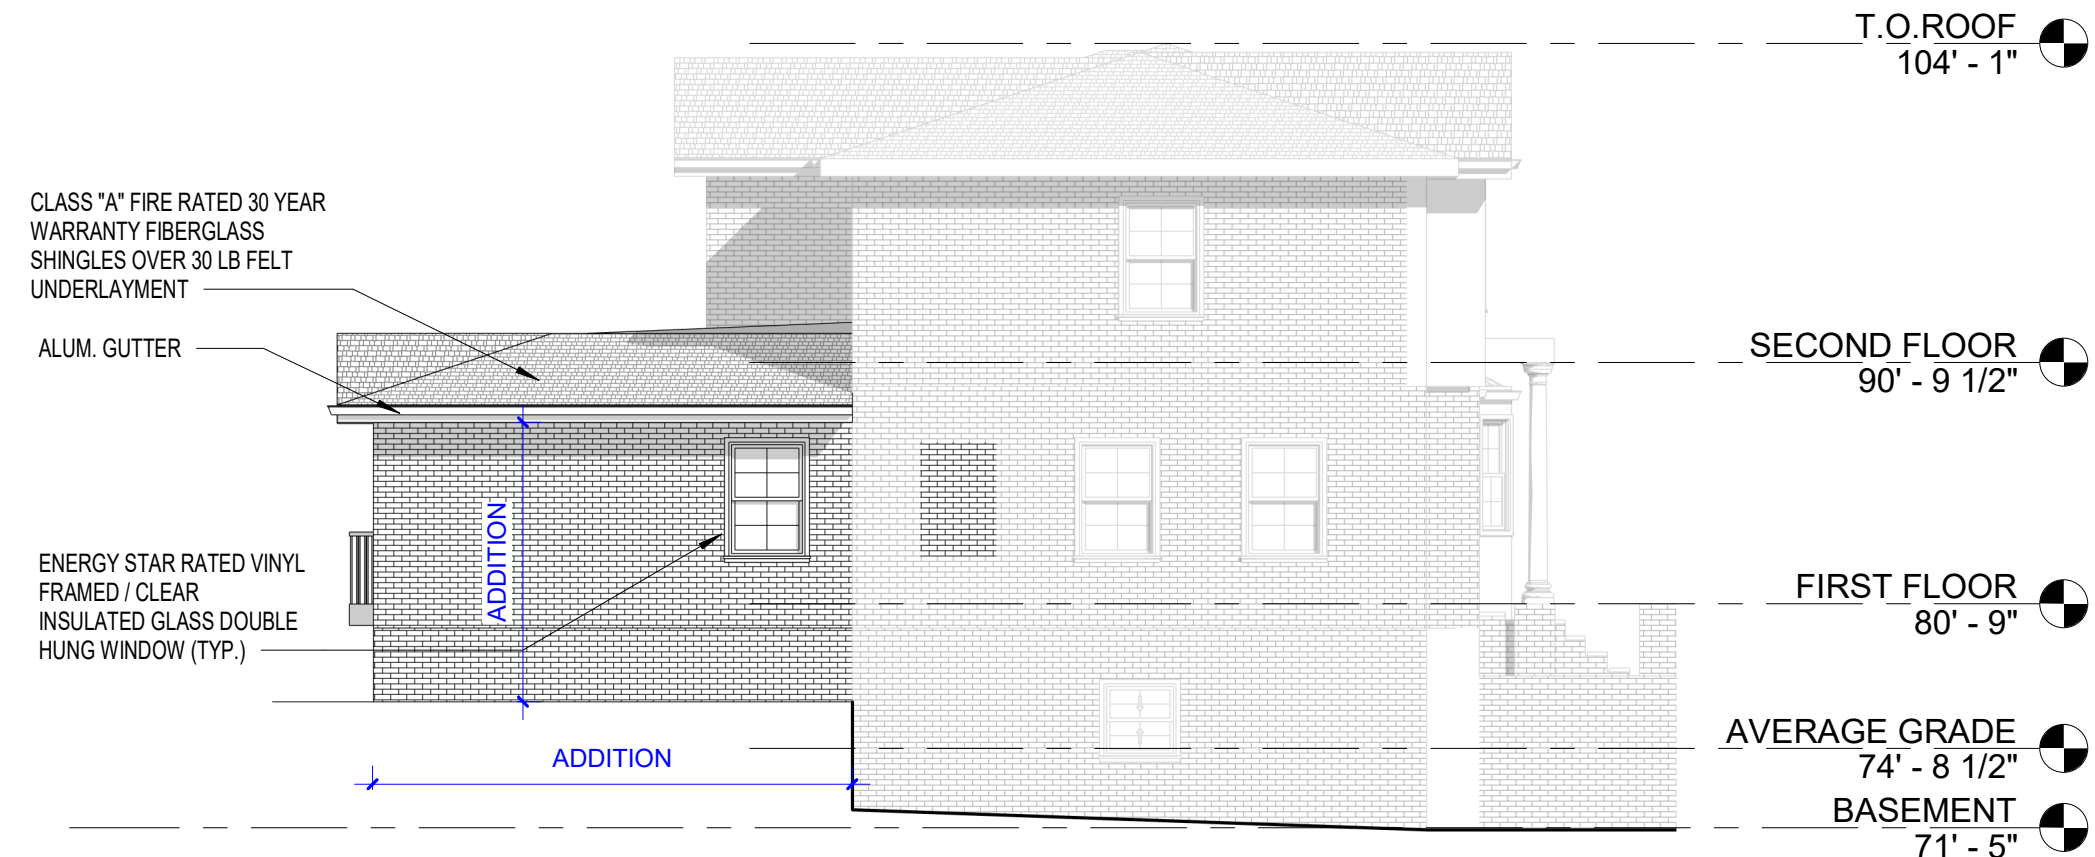 T.O.ROOF
104' - 1"
CLASS "A" FIRE RATED 30 YEAR
WARRANTY FIBERGLASS
SHINGLES OVER 30 LB FELT
UNDERLAYMENT
ALUM. GUTTER
SECOND FLOOR
90' - 9 1/2"
ENERGY STAR RATED VINYL
FRAMED / CLEAR
INSULATED GLASS DOUBLE
HUNG WINDOW (TYP.)
ADDITION
FIRST FLOOR
80' - 9"
ADDITION
AVERAGE GRADE
74' - 8 1/2"
BASEMENT
71' - 5"